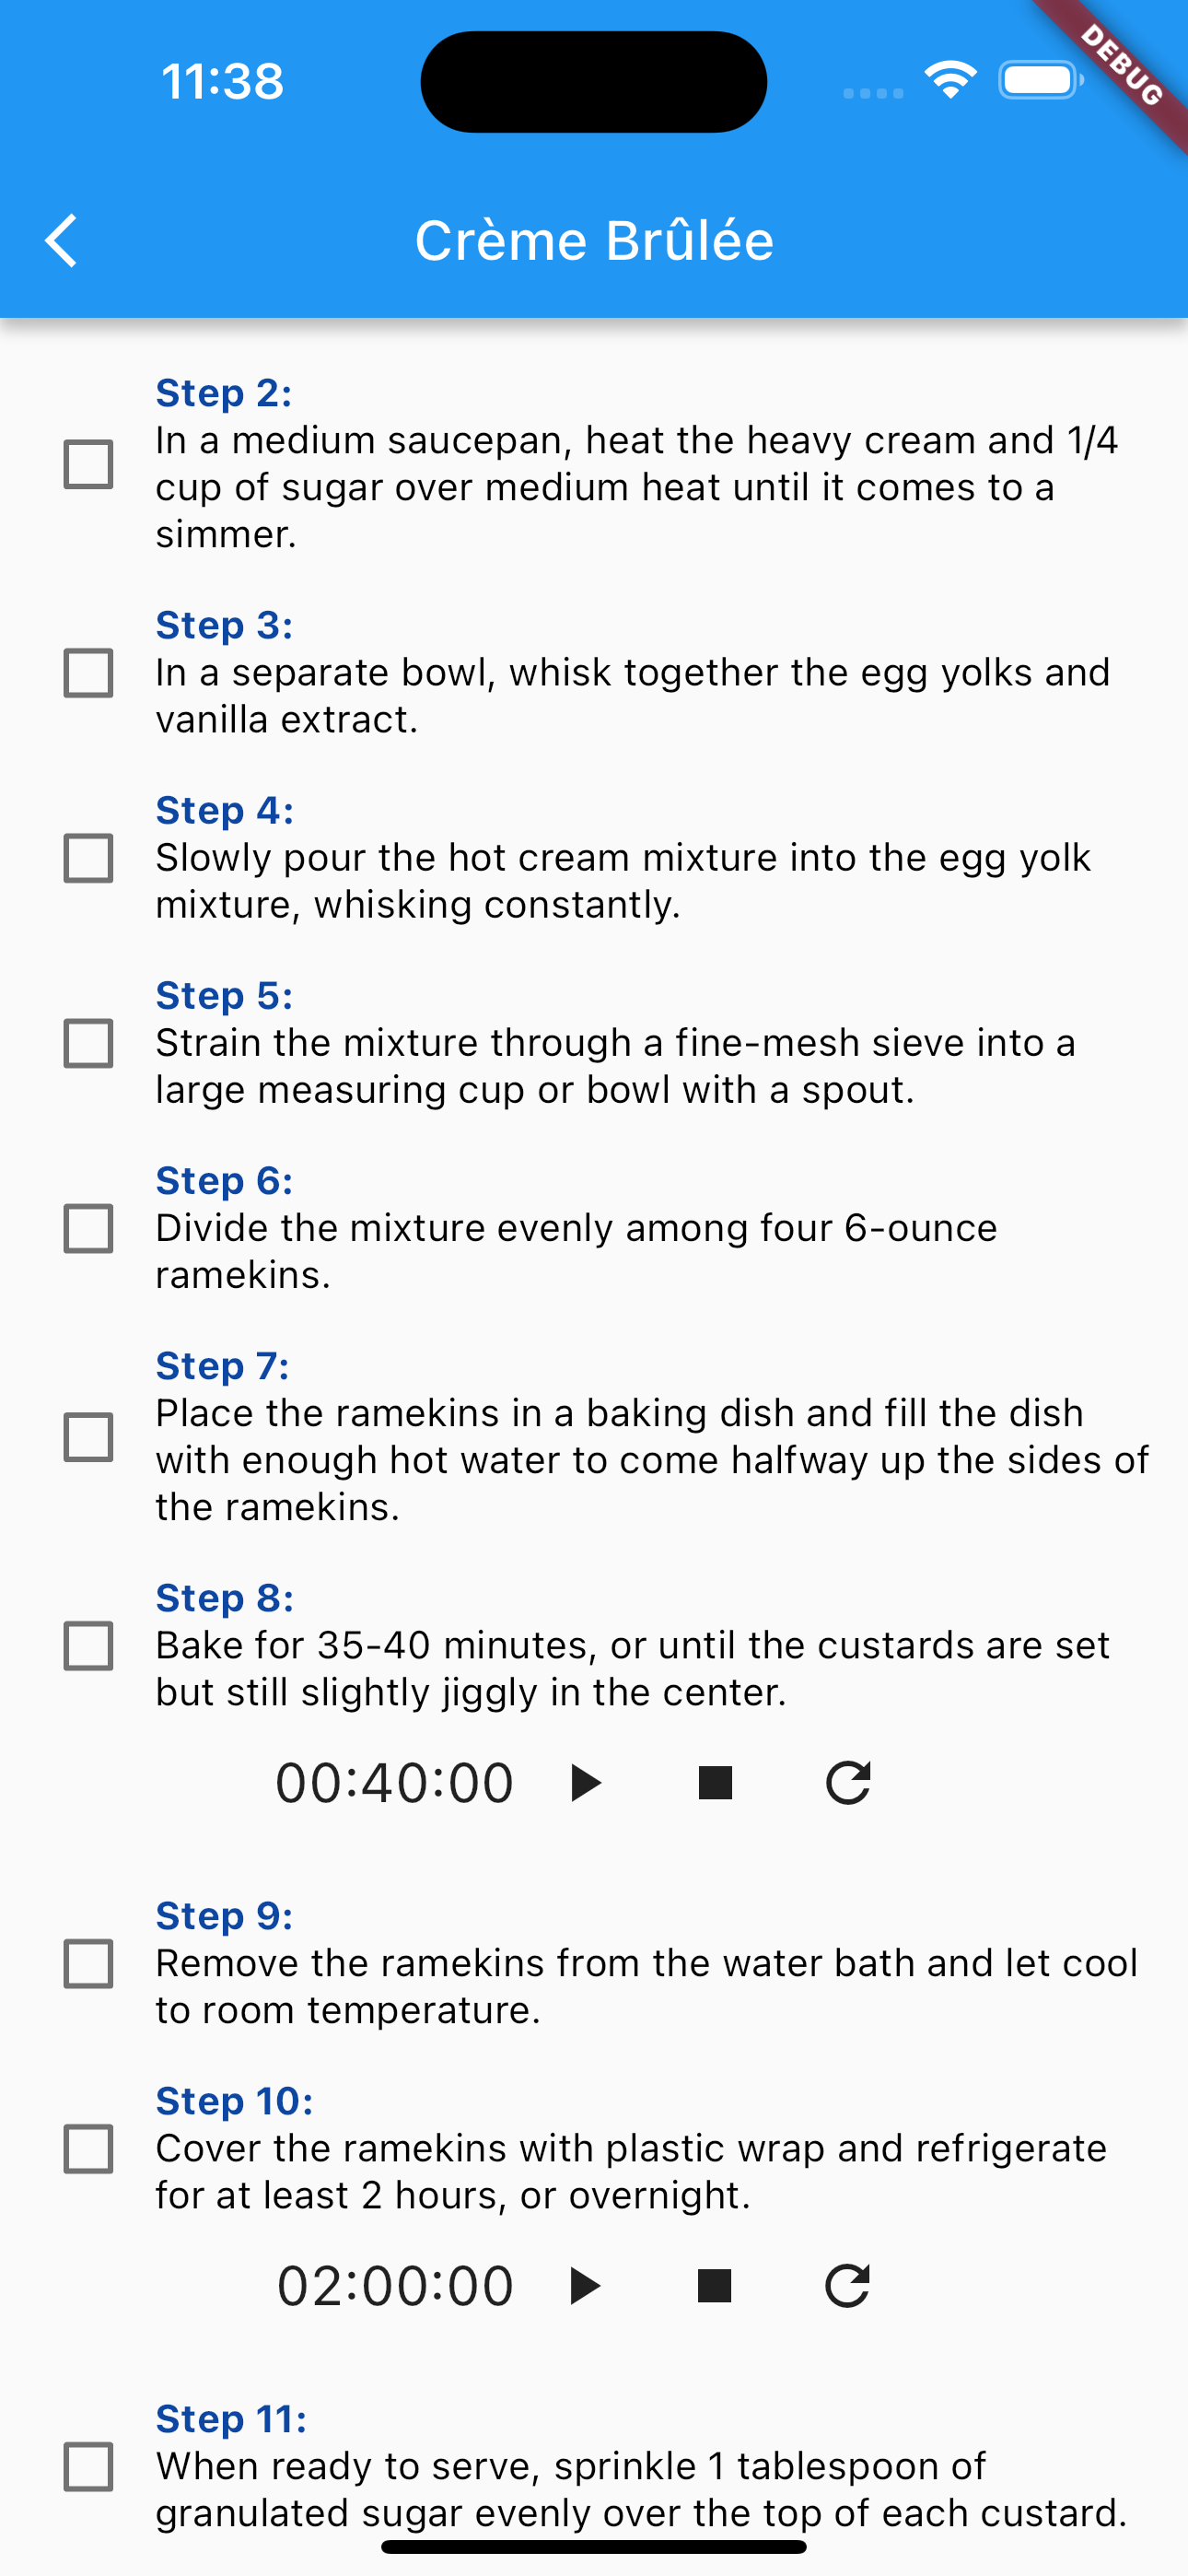 11:38
DEBUG
Crème Brûlée
Step 2:
In a medium saucepan, heat the heavy cream and 1/4
cup of sugar over medium heat until it comes to a
simmer.
Step 3:
In a separate bowl, whisk together the egg yolks and
vanilla extract.
Step 4:
Slowly pour the hot cream mixture into the egg yolk
mixture, whisking constantly.
Step 5:
Strain the mixture through a fine-mesh sieve into a
large measuring cup or bowl with a spout.
Step 6:
Divide the mixture evenly among four 6-ounce
ramekins.
Step 7:
Place the ramekins in a baking dish and fill the dish
with enough hot water to come halfway up the sides of
the ramekins.
Step 8:
Bake for 35-40 minutes, or until the custards are set
but still slightly jiggly in the center.
00:40:00
Step 9:
Remove the ramekins from the water bath and let cool
to room temperature.
Step 10:
Cover the ramekins with plastic wrap and refrigerate
for at least 2 hours, or overnight.
02:00:00
Step 11:
When ready to serve, sprinkle 1 tablespoon of
granulated sugar evenly over the top of each custard.